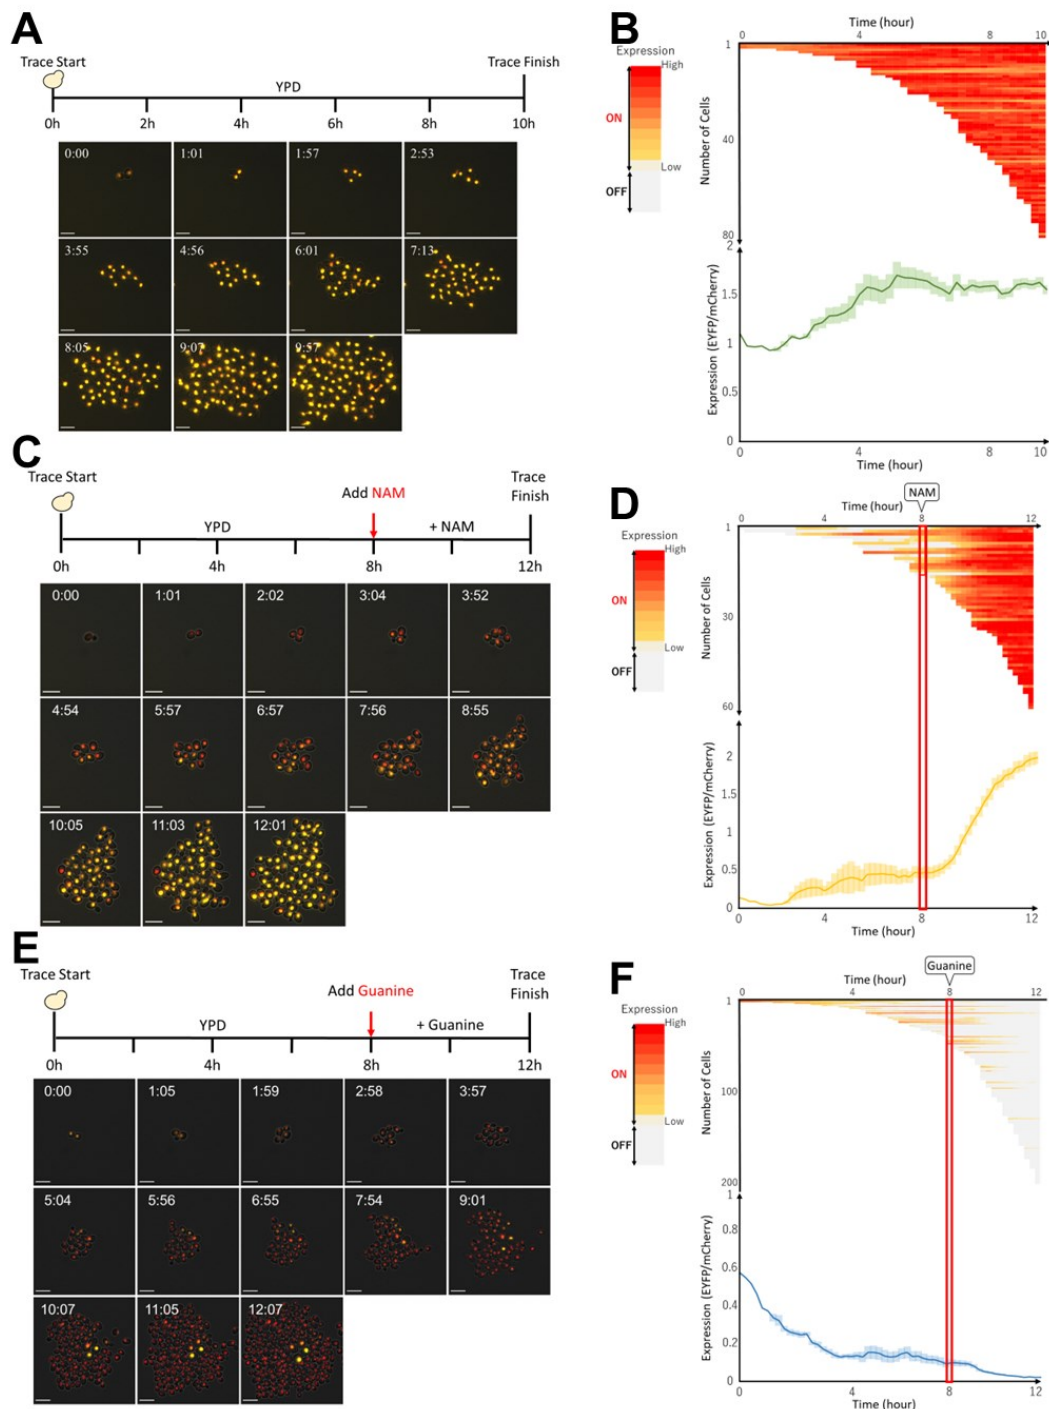 A
Trace Start
Trace Finish
YPD
0h 2h 4h 6h 8h 10h
0:00 1:01 1:57 2:53
3:55 4:56 6:01 7:13
8:05 9:07 9:57
B
Time (hour)
0 4 8 10
Expression
High
ON
Low
OFF
Number of Cells
1
40
80
Expression (EYFP/mCherry)
2
1.5
1
0.5
0
0 4 8 10
Time (hour)
C
Trace Start
Add NAM
Trace
Finish
YPD
+ NAM
0h 4h 8h 12h
0:00 1:01 2:02 3:04 3:52
4:54 5:57 6:57 7:56 8:55
10:05 11:03 12:01
D
NAM
Time (hour)
0 4 8 12
Expression
High
ON
Low
OFF
Number of Cells
1
30
60
Expression (EYFP/mCherry)
2
1.5
1
0.5
0
0 4 8 12
Time (hour)
E
Trace Start
Add Guanine
Trace
Finish
YPD
+ Guanine
0h 4h 8h 12h
0:00 1:05 1:59 2:58 3:57
5:04 5:56 6:55 7:54 9:01
10:07 11:05 12:07
F
Guanine
Time (hour)
0 4 8 12
Expression
High
ON
Low
OFF
Number of Cells
1
100
200
Expression (EYFP/mCherry)
1
0.8
0.6
0.4
0.2
0
0 4 8 12
Time (hour)